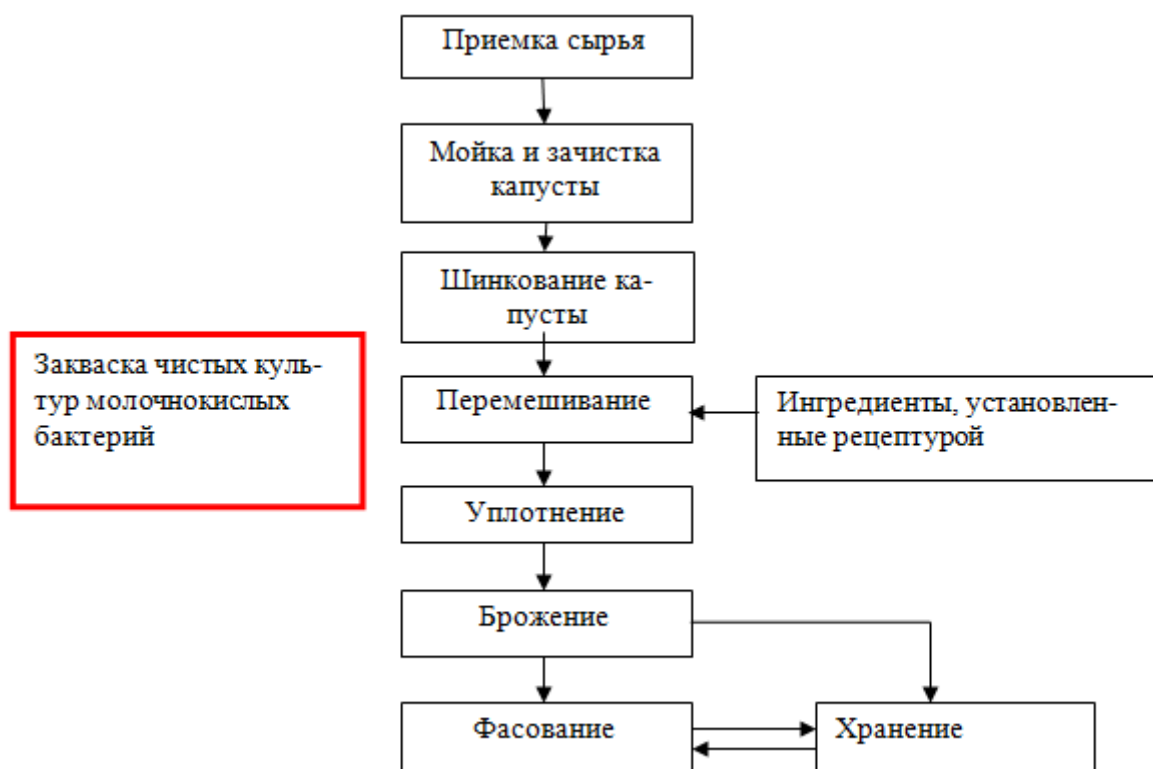 Приемка сырья
Мойка и зачистка
капусты
Шинкование ка-
пусты
Закваска чистых куль-
тур молочнокислых
бактерий
Перемешивание
Ингредиенты, установлен-
ные рецептурой
Уплотнение
Брожение
Фасование
Хранение